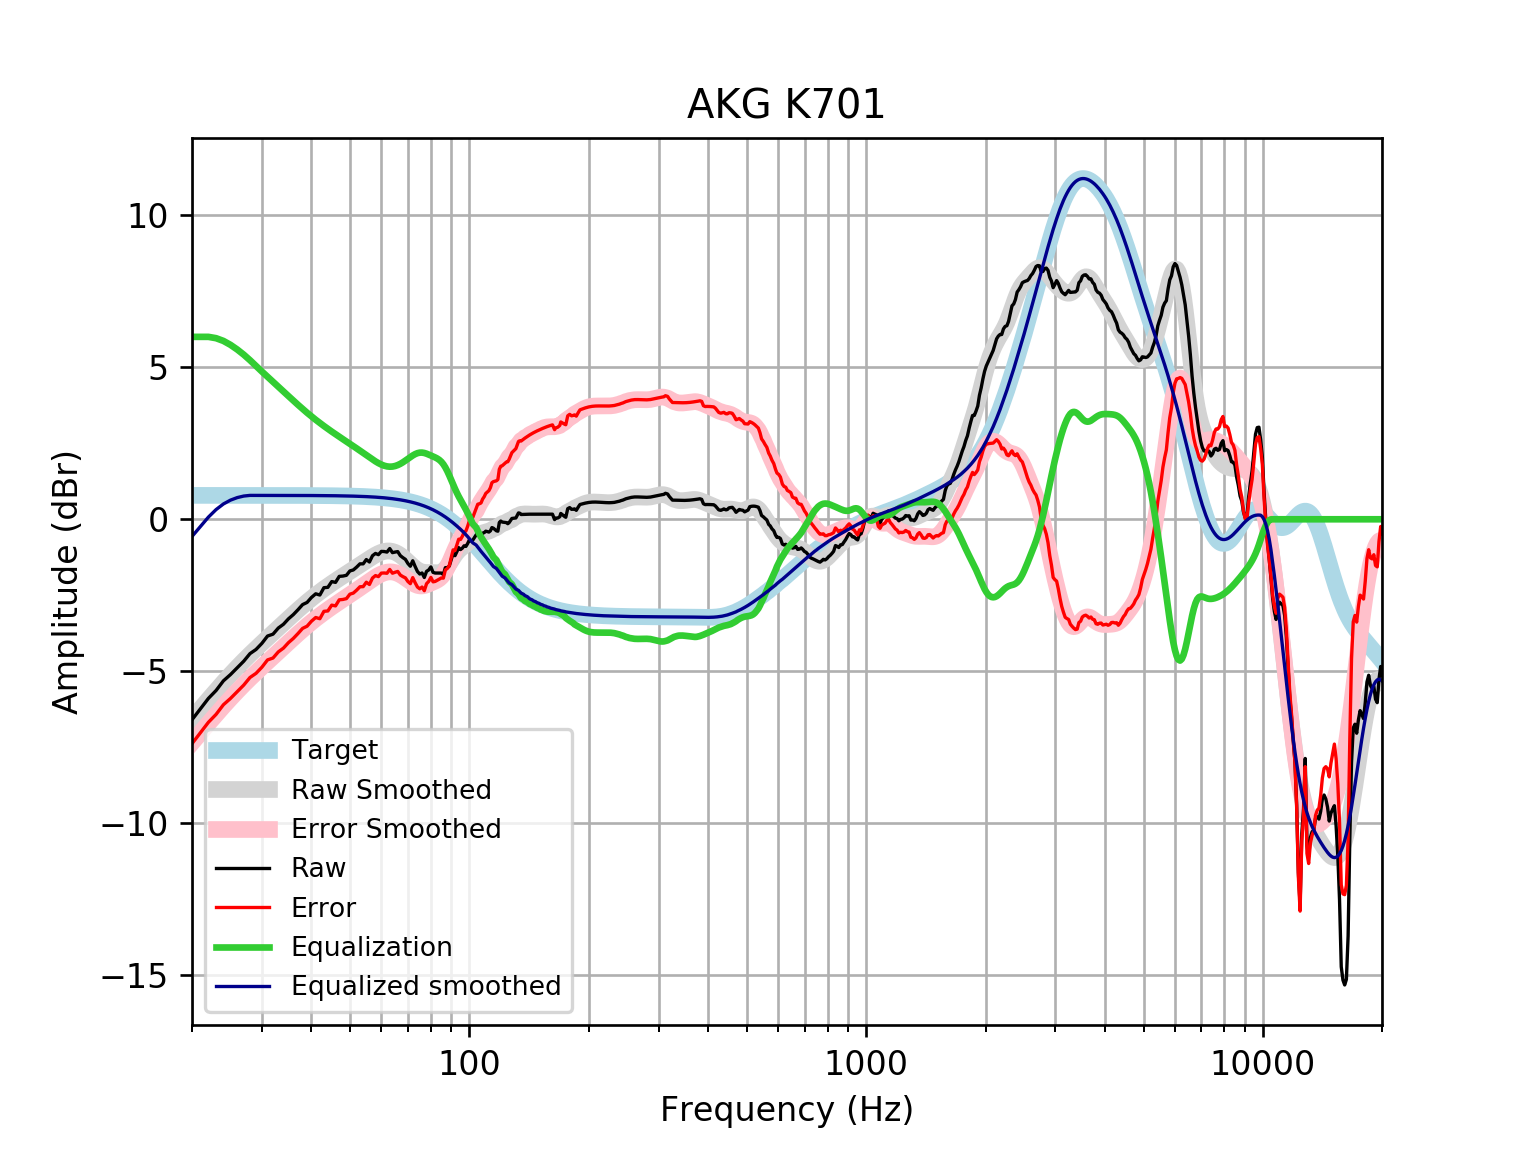 AKG K701
10
5
0
−5
−10
−15
Amplitude (dBr)
Target
Raw Smoothed
Error Smoothed
Raw
Error
Equalization
Equalized smoothed
100
1000
10000
Frequency (Hz)